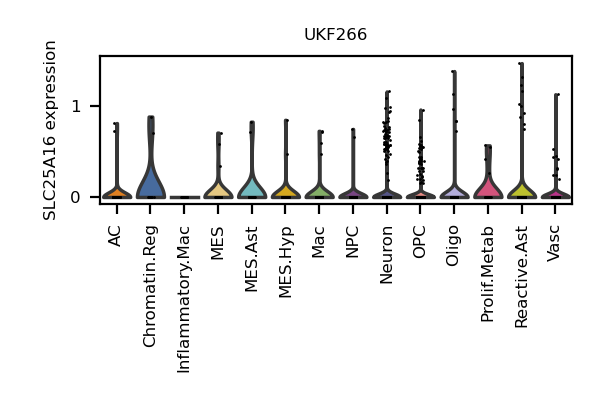 UKF266
SLC25A16 expression
1
0
AC
Chromatin.Reg
Inflammatory.Mac
MES
MES.Ast
MES.Hyp
Mac
NPC
Neuron
OPC
Oligo
Prolif.Metab
Reactive.Ast
Vasc